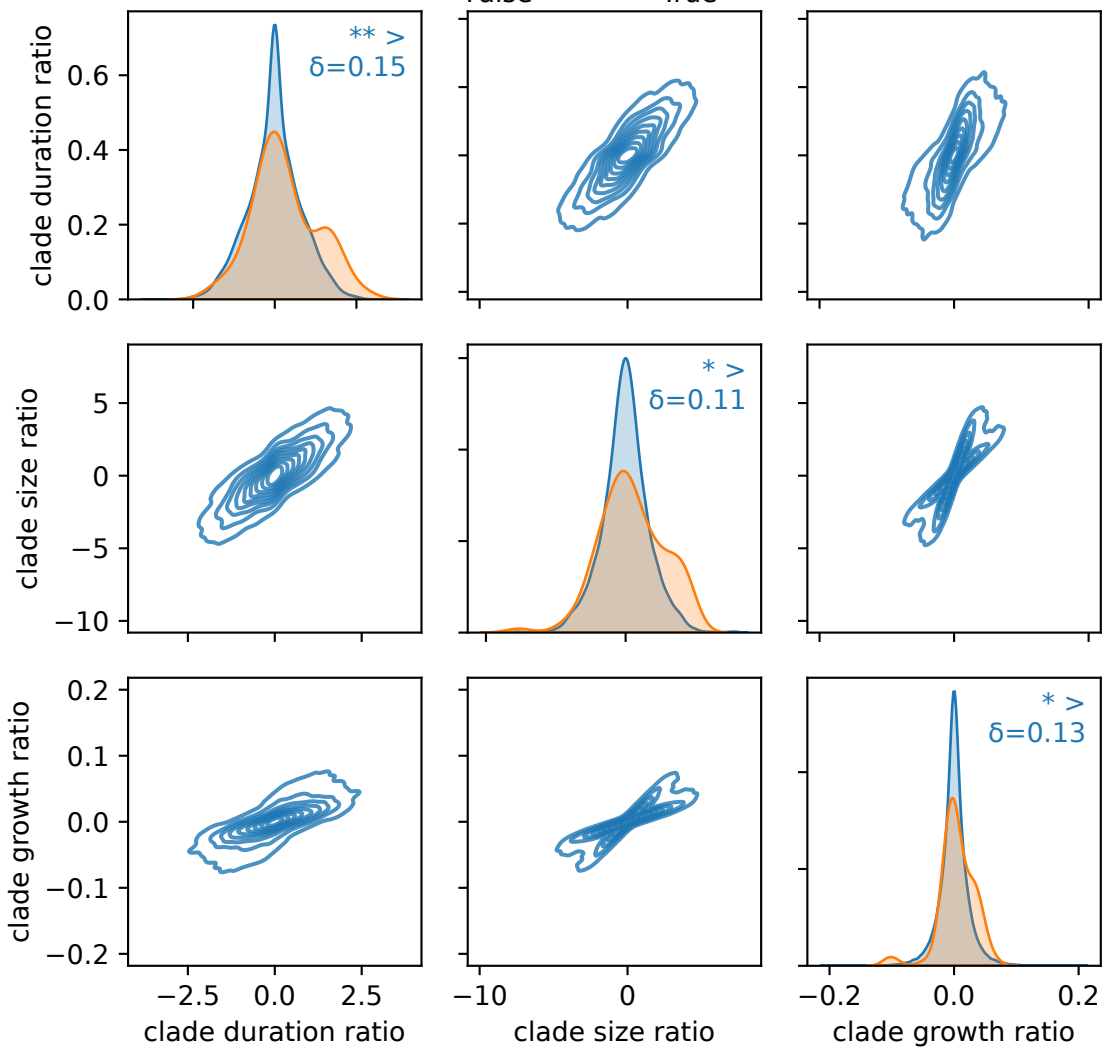 False True
clade duration ratio
0.6
0.4
0.2
0.0
** >
δ=0.15
clade size ratio
5
0
−5
−10
* >
δ=0.11
clade growth ratio
0.2
0.1
0.0
−0.1
−0.2
* >
δ=0.13
−2.5 0.0 2.5
−10 0
−0.2 0.0 0.2
clade duration ratio
clade size ratio
clade growth ratio